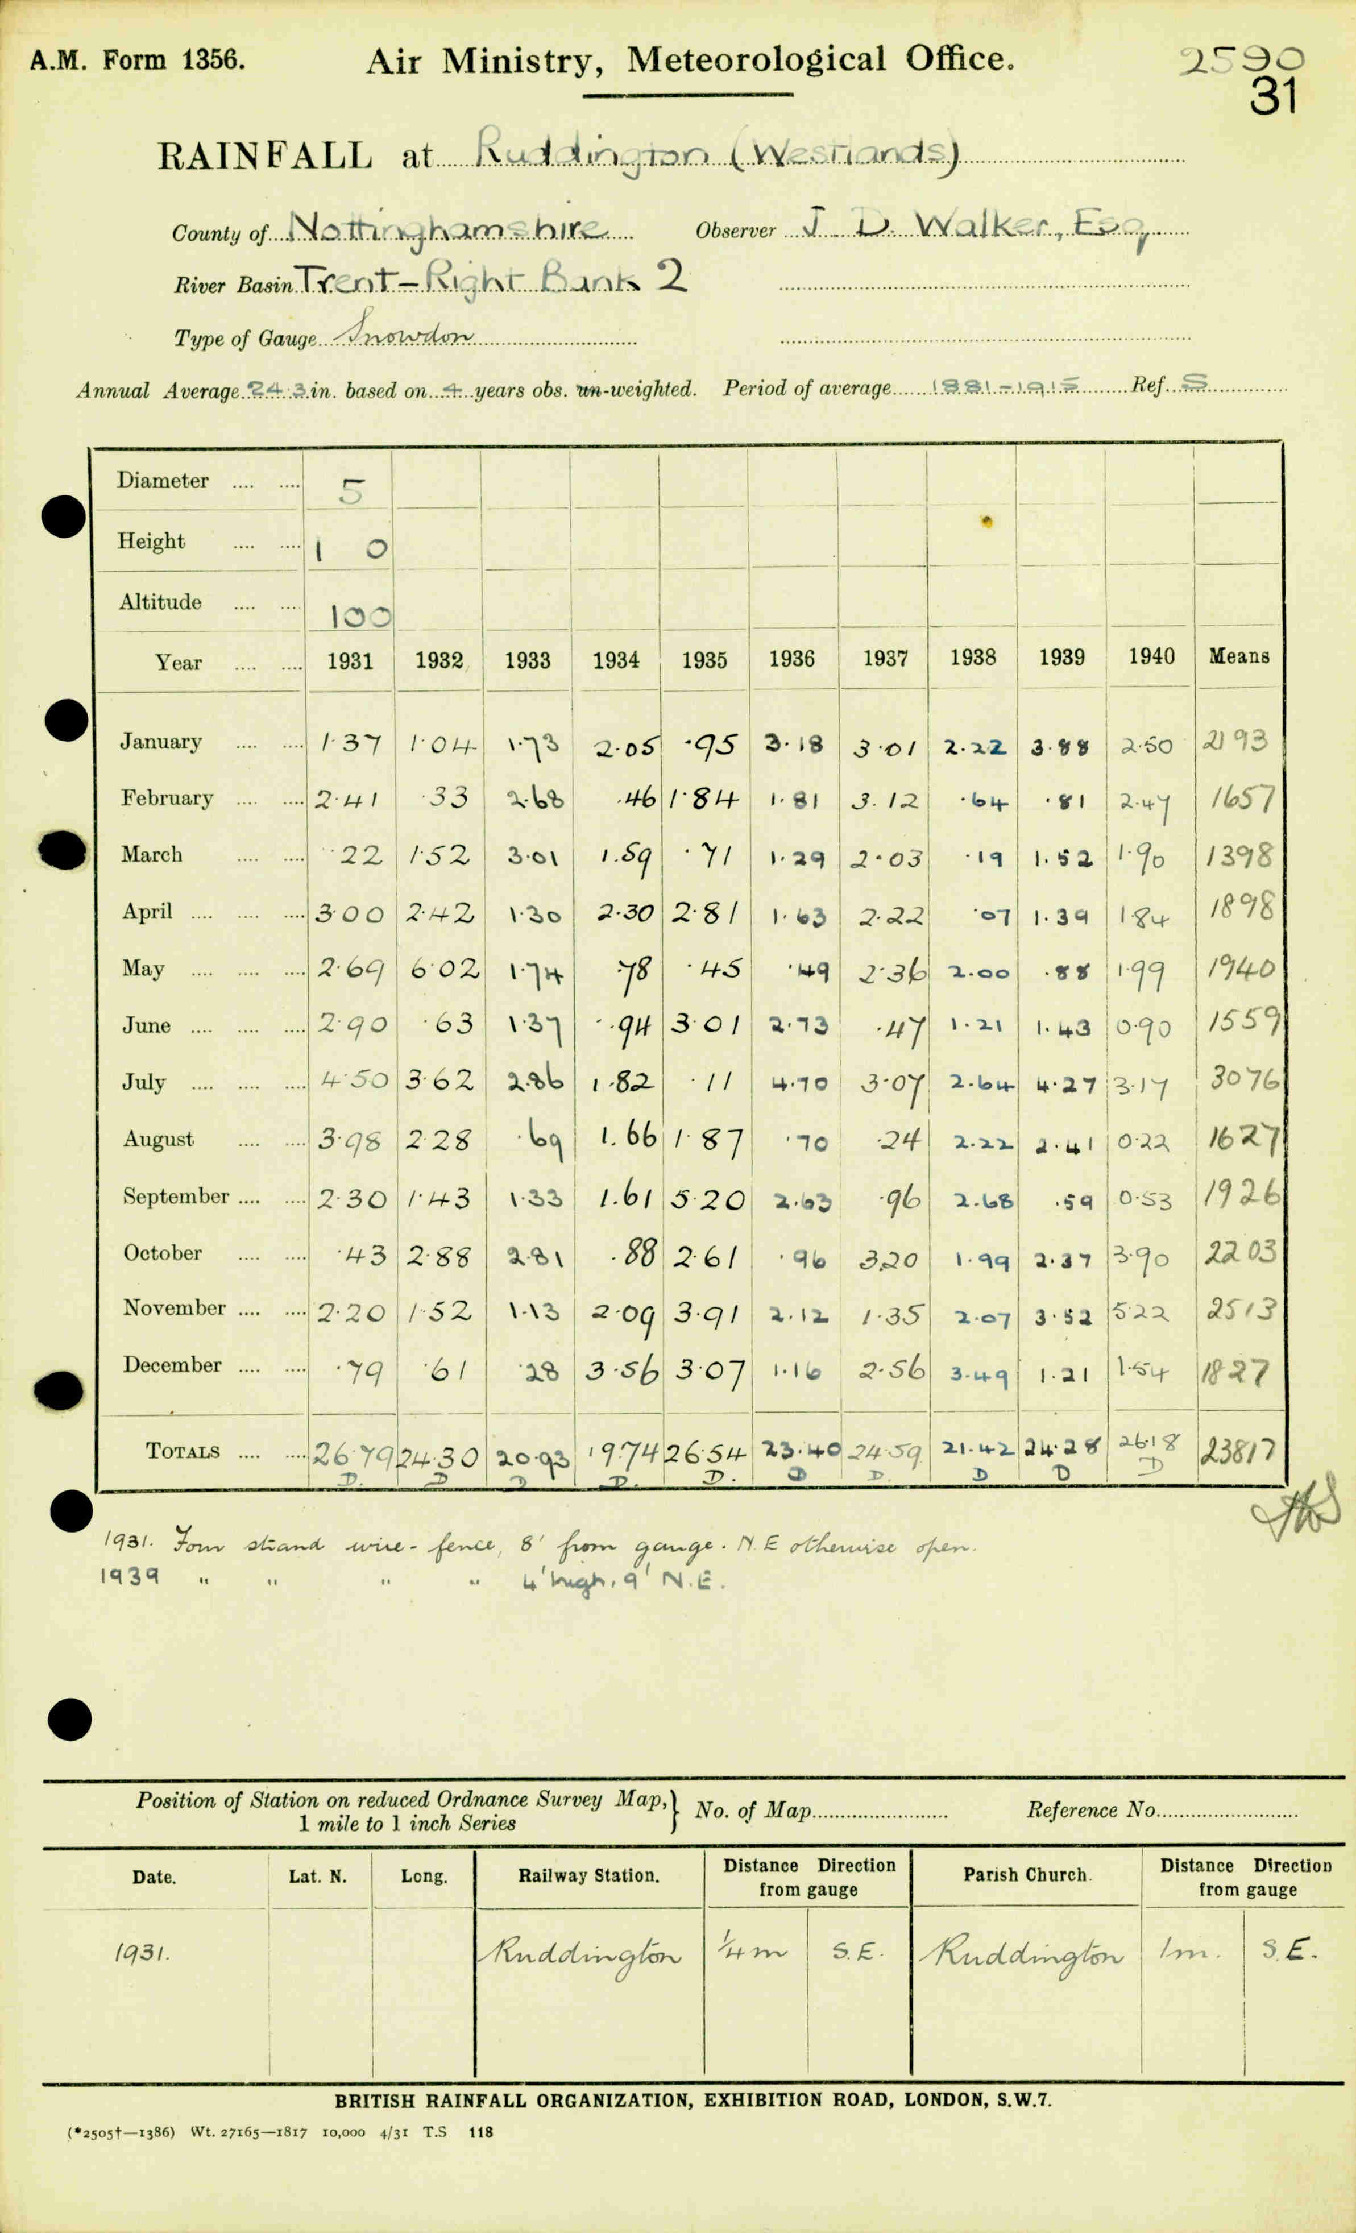 A.M. Form 1356.
Air Ministry, Meteorological Office.
2590
31
RAINFALL at Ruddington (Westlands)
County of Nottinghamshire Observer J. D. Walker, Esq
River Basin Trent - Right Bank 2
Type of Gauge Snowdon
Annual Average 24.3 in. based on 4 years obs. un-weighted. Period of average 1881-1915 Ref. S
Diameter 5
Height 1 0
Altitude 100
Year 1931 1932 1933 1934 1935 1936 1937 1938 1939 1940 Means
January 1.37 1.04 1.73 2.05 .95 3.18 3.01 2.22 3.88 2.50 2193
February 2.41 .33 2.68 .46 1.84 1.81 3.12 .64 .81 2.47 1657
March .22 1.52 3.01 1.59 .71 1.29 2.03 .19 1.52 1.90 1398
April 3.00 2.42 1.30 2.30 2.81 1.63 2.22 .07 1.39 1.84 1898
May 2.69 6.02 1.74 .78 .45 .49 2.36 2.00 .88 1.99 1940
June 2.90 .63 1.37 .94 3.01 2.73 .47 1.21 1.43 0.90 1559
July 4.50 3.62 2.86 1.82 .11 4.70 3.07 2.64 4.27 3.17 3076
August 3.98 2.28 .69 1.66 1.87 .70 .24 2.22 2.41 0.22 1627
September 2.30 1.43 1.33 1.61 5.20 2.63 .96 2.68 .59 0.53 1926
October .43 2.88 2.81 .88 2.61 .96 3.20 1.99 2.37 3.90 2203
November 2.20 1.52 1.13 2.09 3.91 2.12 1.35 2.07 3.52 5.22 2513
December .79 .61 .28 3.56 3.07 1.16 2.56 3.49 1.21 1.54 1827
TOTALS 26.79 24.30 20.93 19.74 26.54 23.40 24.59 21.42 24.28 26.18 23817
D. D D D. D. D D. D D D
1931. Four strand wire-fence, 8' from gauge. N.E otherwise open.
1939 " " " " 4' high, 9' N.E.
Position of Station on reduced Ordnance Survey Map, } No. of Map Reference No.
1 mile to 1 inch Series
Date. Lat. N. Long. Railway Station. Distance Direction from gauge Parish Church. Distance Direction from gauge
1931. Ruddington 1/4 m S.E. Ruddington 1m. S.E.
BRITISH RAINFALL ORGANIZATION, EXHIBITION ROAD, LONDON, S.W.7.
(*2505†—1386) Wt. 27165—1817 10,000 4/31 T.S 118